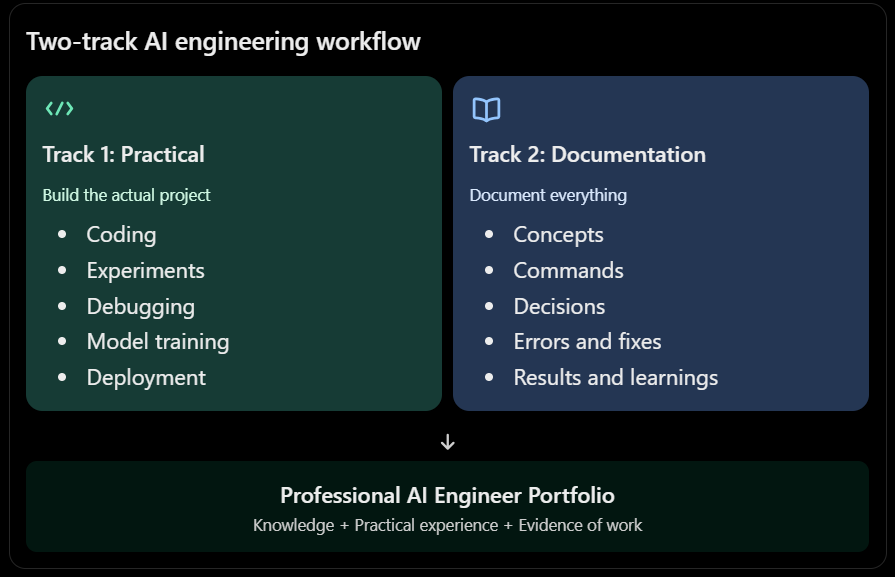 Two-track AI engineering workflow
Track 1: Practical
Build the actual project
Coding
Experiments
Debugging
Model training
Deployment
Track 2: Documentation
Document everything
Concepts
Commands
Decisions
Errors and fixes
Results and learnings
Professional AI Engineer Portfolio
Knowledge + Practical experience + Evidence of work